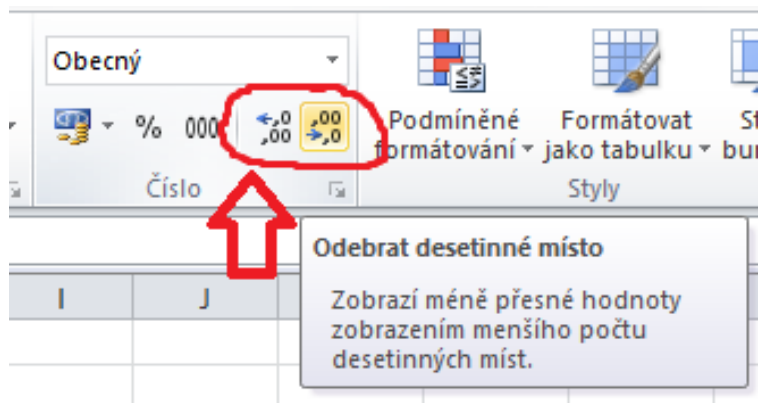 Obecný
% 000 ,0 ,00 ,00 ,0
Podmíněné formátování
Formátovat jako tabulku
St
bur
Číslo
Styly
Odebrat desetinné místo
Zobrazí méně přesné hodnoty
zobrazením menšího počtu
desetinných míst.
I J